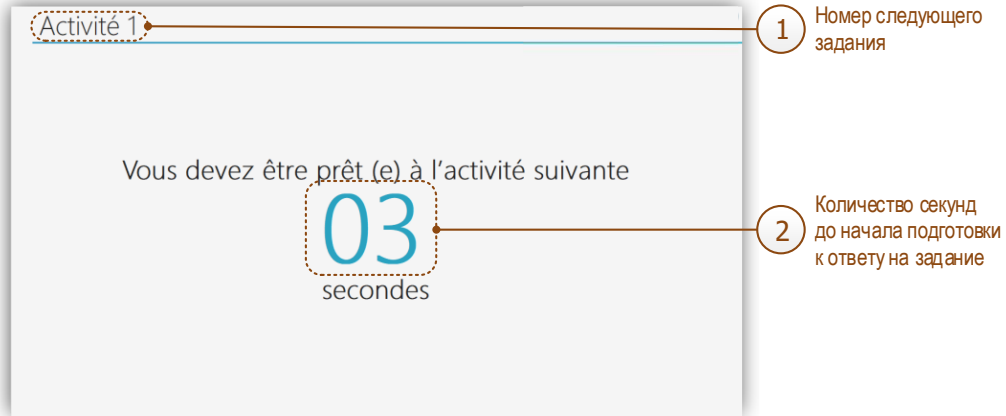 Activité 1
1
Номер следующего
задания
Vous devez être prêt (e) à l'activité suivante
03
secondes
2
Количество секунд
до начала подготовки
к ответу на задание